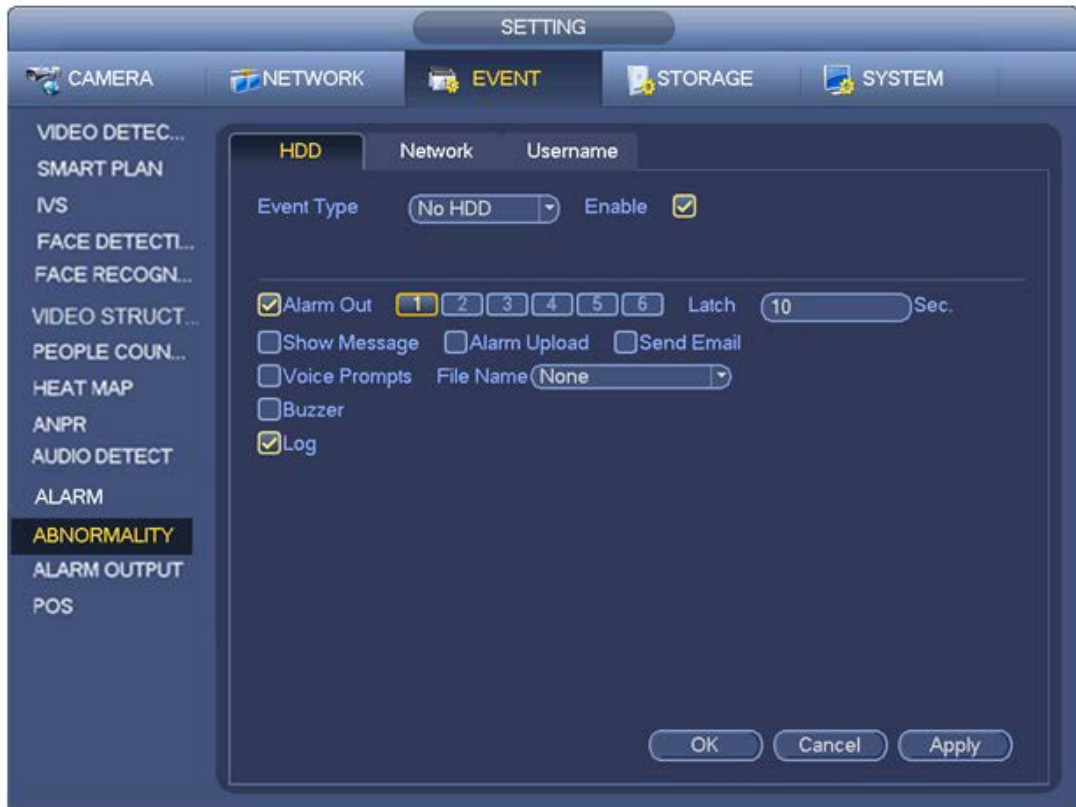 SETTING
CAMERA NETWORK EVENT STORAGE SYSTEM
VIDEO DETEC...
SMART PLAN
IVS
FACE DETECTI...
FACE RECOGN...
VIDEO STRUCT...
PEOPLE COUN...
HEAT MAP
ANPR
AUDIO DETECT
ALARM
ABNORMALITY
ALARM OUTPUT
POS
HDD Network Username
Event Type No HDD Enable
Alarm Out 1 2 3 4 5 6 Latch 10 Sec.
Show Message Alarm Upload Send Email
Voice Prompts File Name None
Buzzer
Log
OK Cancel Apply